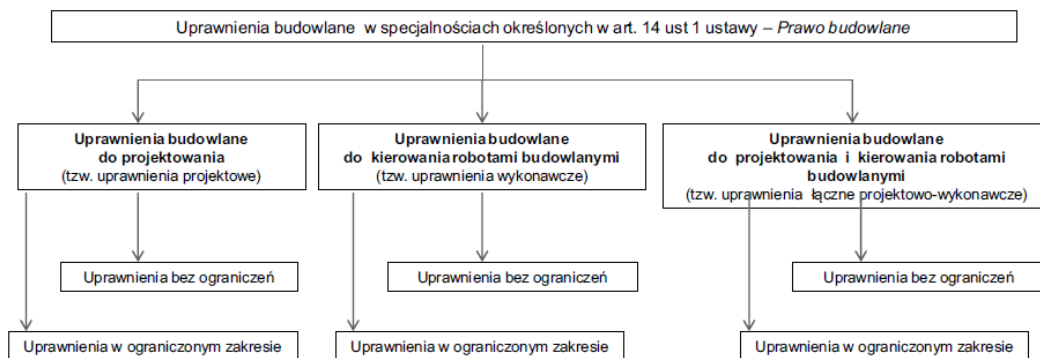 Uprawnienia budowlane w specjalnościach określonych w art. 14 ust 1 ustawy – Prawo budowlane
Uprawnienia budowlane
do projektowania
(tzw. uprawnienia projektowe)
Uprawnienia budowlane
do kierowania robotami budowlanymi
(tzw. uprawnienia wykonawcze)
Uprawnienia budowlane
do projektowania i kierowania robotami
budowlanymi
(tzw. uprawnienia łączne projektowo-wykonawcze)
Uprawnienia bez ograniczeń
Uprawnienia bez ograniczeń
Uprawnienia bez ograniczeń
Uprawnienia w ograniczonym zakresie
Uprawnienia w ograniczonym zakresie
Uprawnienia w ograniczonym zakresie